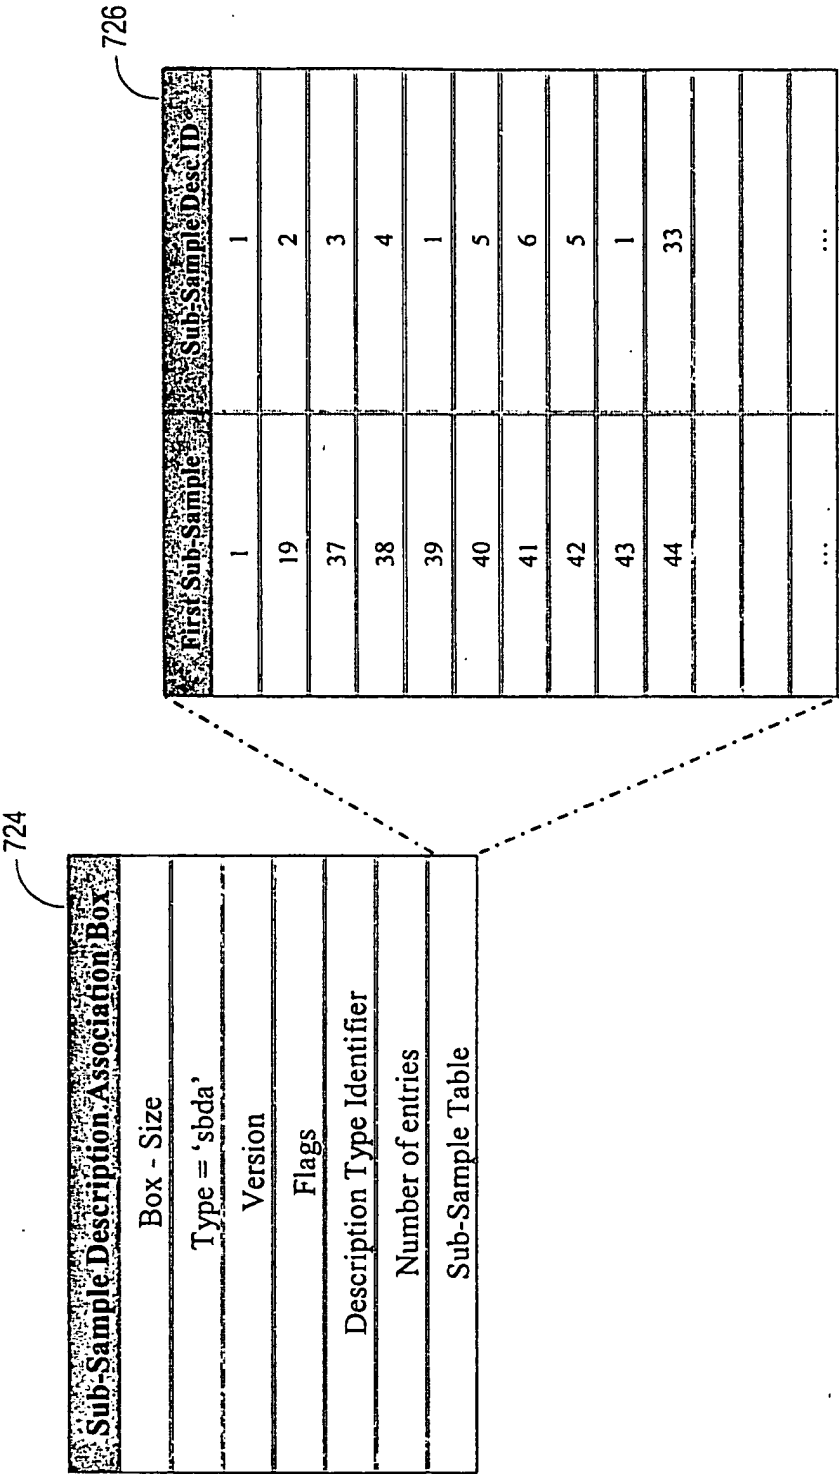 724
Sub-Sample Description Association Box
Box - Size
Type = ‘sbda’
Version
Flags
Description Type Identifier
Number of entries
Sub-Sample Table
726
First Sub-Sample Sub-Sample Desc ID
1 1
19 2
37 3
38 4
39 1
40 5
41 6
42 5
43 1
44 33
... ...